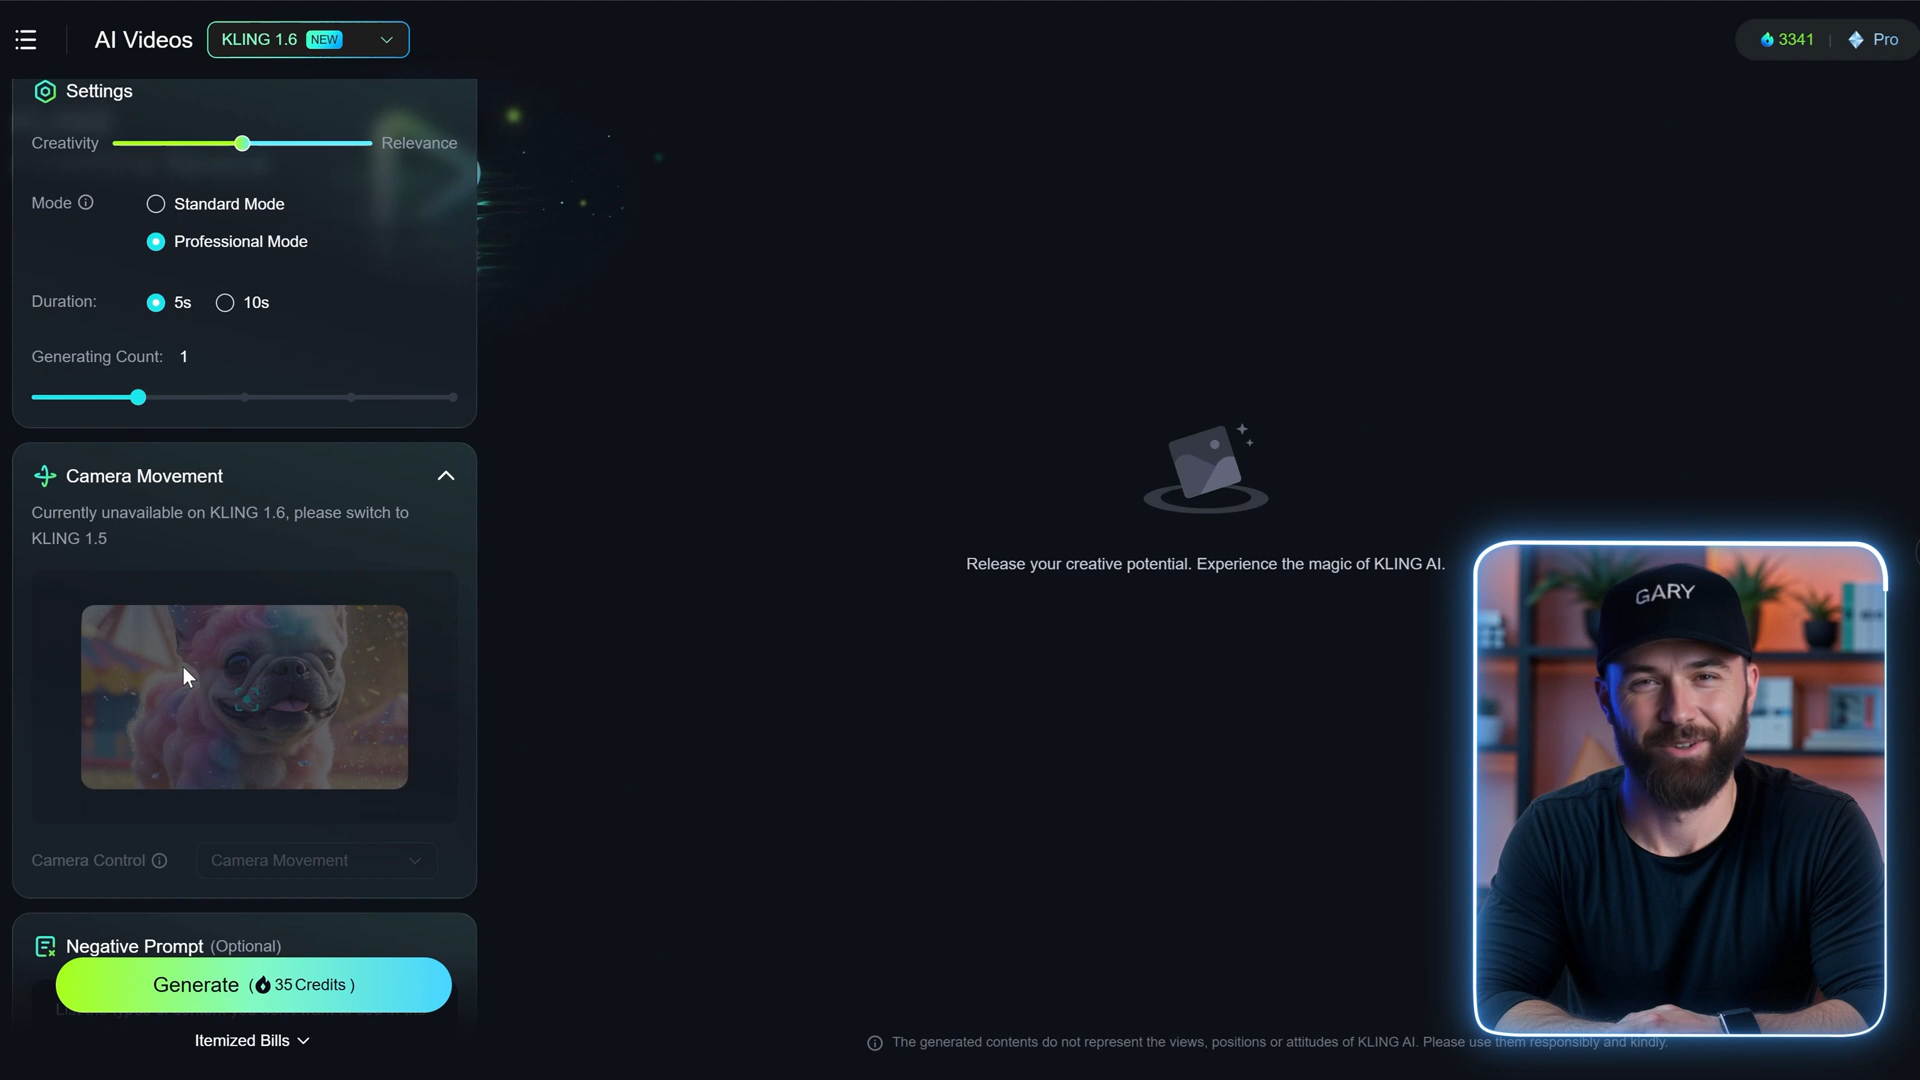 AI Videos
KLING 1.6 NEW
3341 | Pro
Settings
Creativity
Relevance
Mode
Standard Mode
Professional Mode
Duration:
5s
10s
Generating Count: 1
Camera Movement
Currently unavailable on KLING 1.6, please switch to
KLING 1.5
Camera Control
Camera Movement
Negative Prompt (Optional)
Generate ( 35 Credits )
Itemized Bills
Release your creative potential. Experience the magic of KLING AI.
GARY
The generated contents do not represent the views, positions or attitudes of KLING AI. Please use them responsibly and kindly.